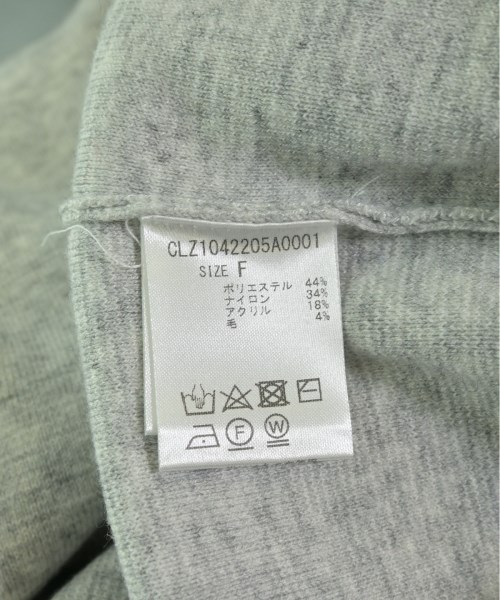 CLZ1042205A0001
SIZE F
ポリエステル 44%
ナイロン 34%
アクリル 18%
毛 4%
F W